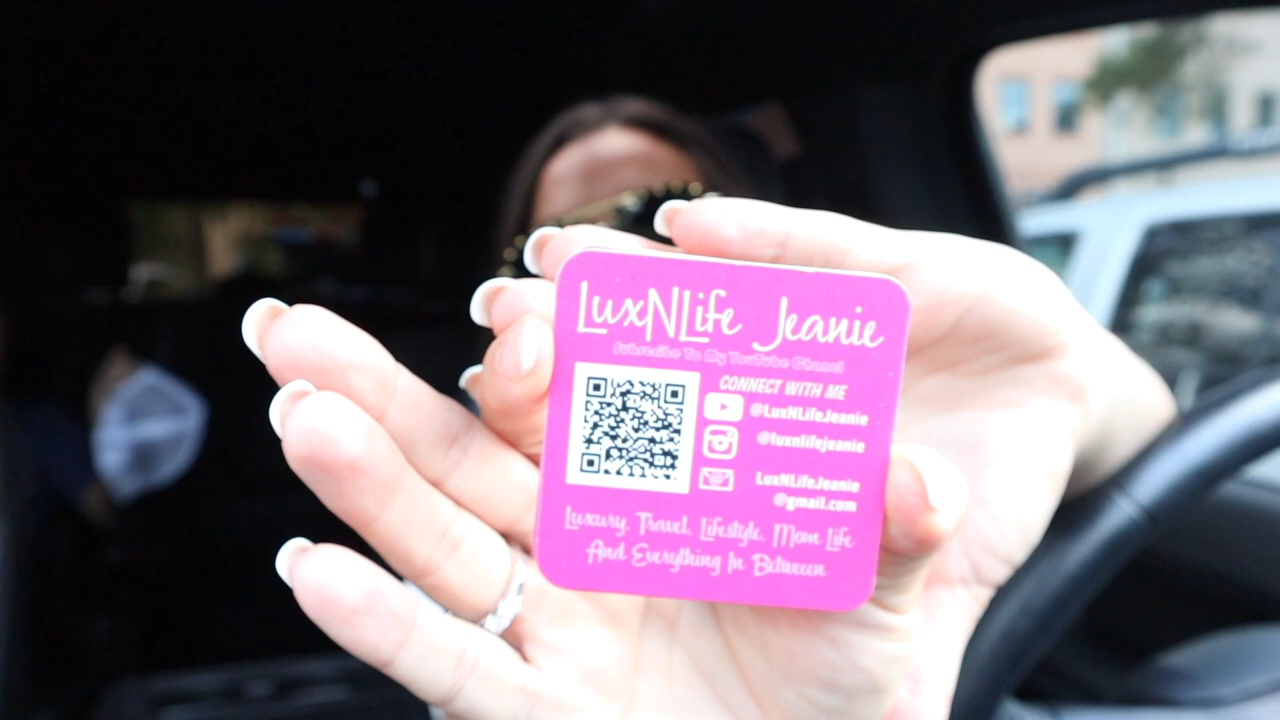 LuxNLife Jeanie
Subscribe To My YouTube Chanel
CONNECT WITH ME
@LuxNLifeJeanie
@luxnlifejeanie
LuxNLifeJeanie
@gmail.com
Luxury, Travel, Lifestyle, Mom Life
And Everything In Between